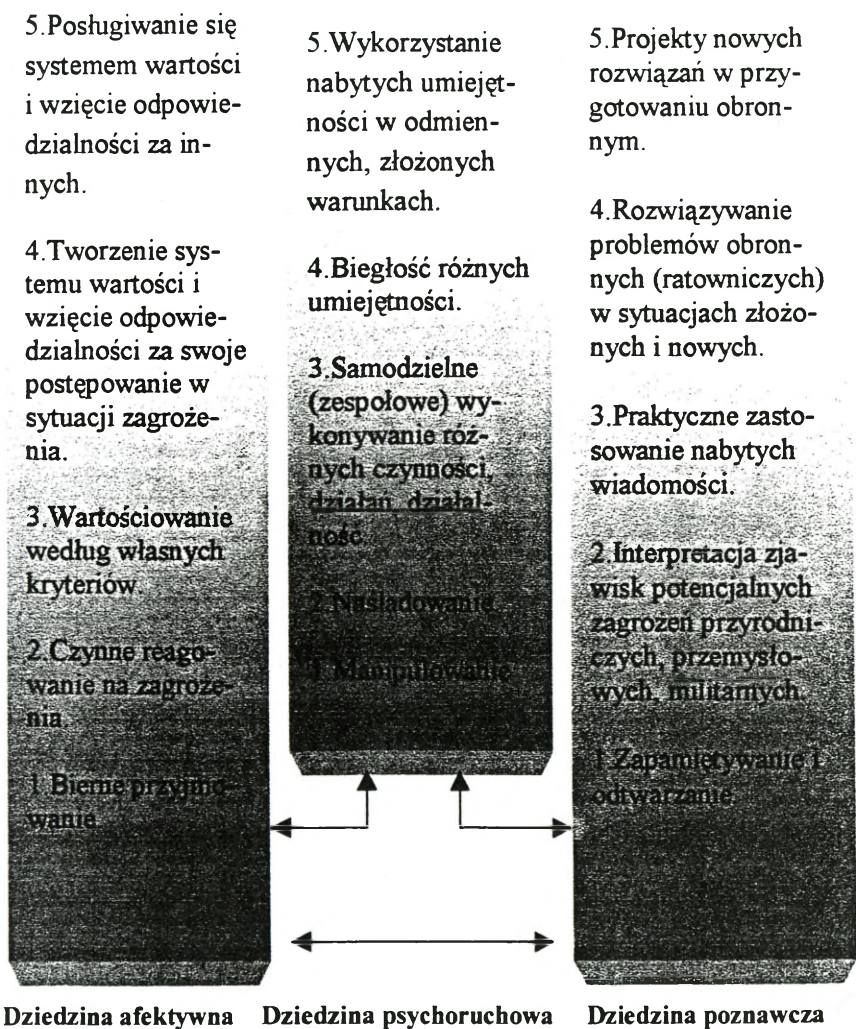 5.Posługiwanie się
systemem wartości
i wzięcie odpowie-
dzialności za in-
nych.
4.Tworzenie sys-
temu wartości i
wzięcie odpowie-
dzialności za swoje
postępowanie w
sytuacji zagroże-
nia.
3.Wartościowanie
według własnych
kryteriów.
2.Czynne reago-
wanie na zagroże-
nia.
1.Bierne przyjmo-
wanie.
5.Wykorzystanie
nabytych umiejęt-
ności w odmien-
nych, złożonych
warunkach.
4.Biegłość różnych
umiejętności.
3.Samodzielne
(zespołowe) wy-
konywanie róż-
nych czynności,
działań, działal-
ność.
2.Naśladowanie.
1.Manipulowanie.
5.Projekty nowych
rozwiązań w przy-
gotowaniu obron-
nym.
4.Rozwiązywanie
problemów obron-
nych (ratowniczych)
w sytuacjach złożo-
nych i nowych.
3.Praktyczne zasto-
sowanie nabytych
wiadomości.
2.Interpretacja zja-
wisk potencjalnych
zagrożeń przyrodni-
czych, przemysło-
wych, militarnych.
1.Zapamiętywanie i
odtwarzanie.
Dziedzina afektywna
Dziedzina psychoruchowa
Dziedzina poznawcza